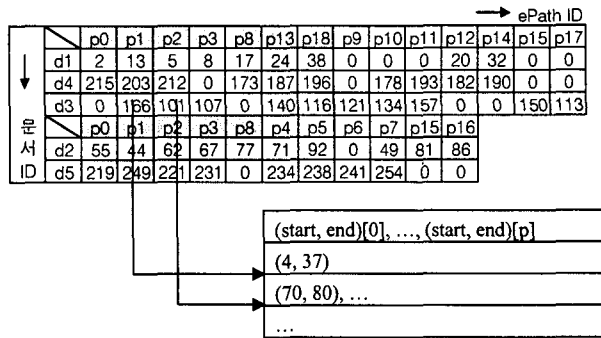 ePath ID
p0 p1 p2 p3 p8 p13 p18 p9 p10 p11 p12 p14 p15 p17
d1 2 13 5 8 17 24 38 0 0 0 20 32 0 0
d4 215 203 212 0 173 187 196 0 178 193 182 190 0 0
d3 0 166 101 107 0 140 116 121 134 157 0 0 150 113
문서 ID
p0 p1 p2 p3 p8 p4 p5 p6 p7 p15 p16
d2 55 44 62 67 77 71 92 0 49 81 86
d5 219 249 221 231 0 234 238 241 254 0 0
(start, end)[0], ..., (start, end)[p]
(4, 37)
(70, 80), ...
...